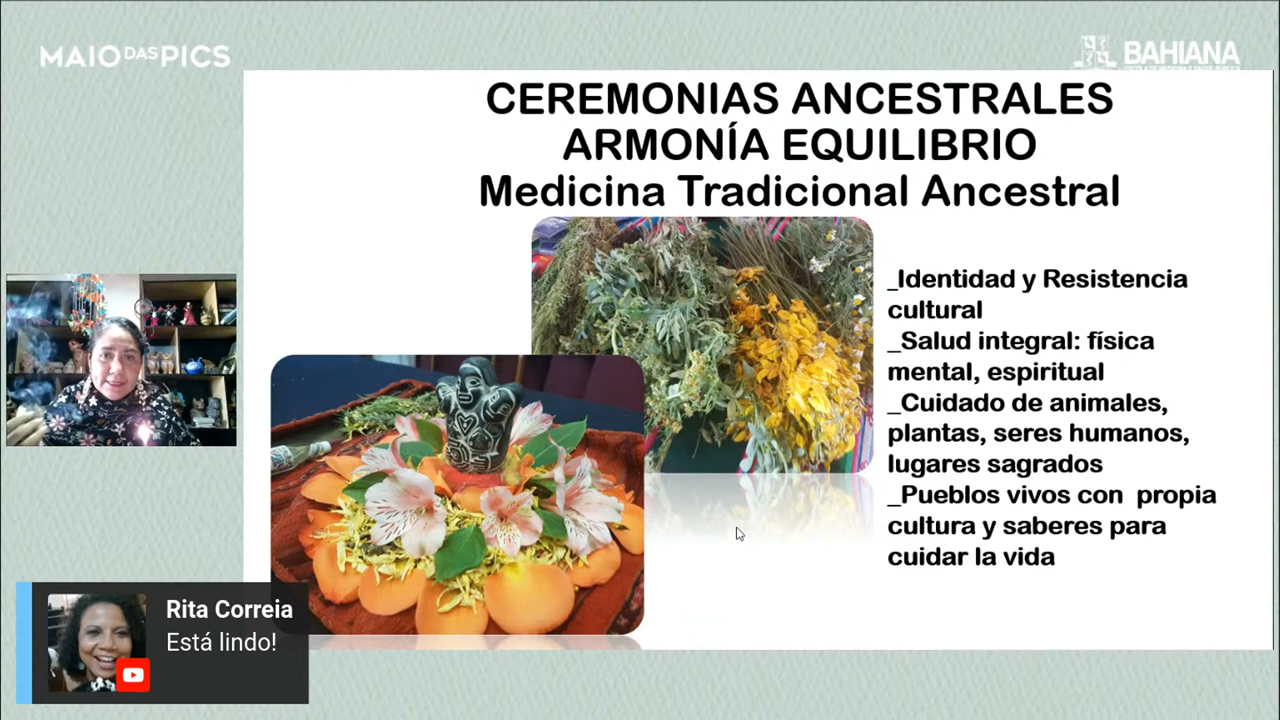 MAIO DAS PICS
BAHIANA
CEREMONIAS ANCESTRALES
ARMONÍA EQUILIBRIO
Medicina Tradicional Ancestral
_Identidad y Resistencia
cultural
_Salud integral: física
mental, espiritual
_Cuidado de animales,
plantas, seres humanos,
lugares sagrados
_Pueblos vivos con propia
cultura y saberes para
cuidar la vida
Rita Correia
Está lindo!